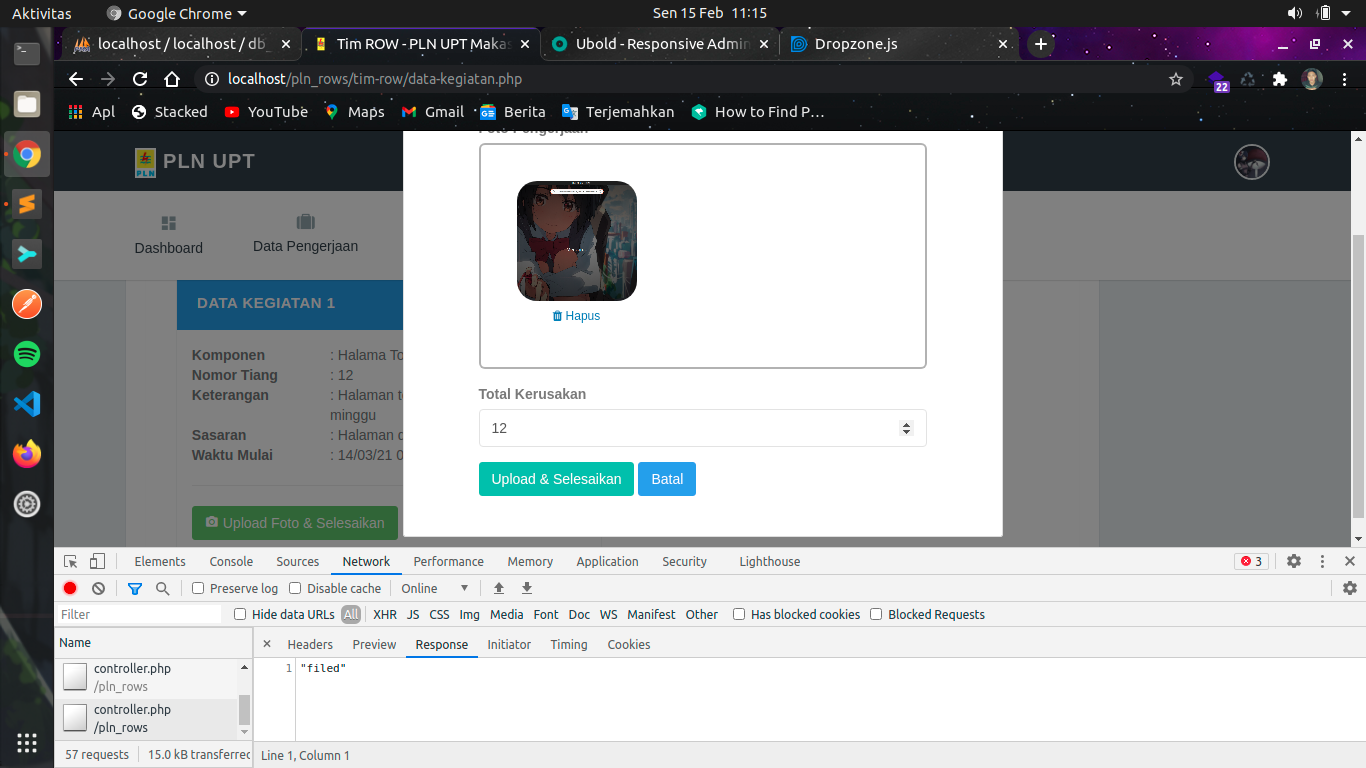 Aktivitas
Google Chrome
Sen 15 Feb 11:15
localhost / localhost / db_
Tim ROW - PLN UPT Makas
Ubold - Responsive Admin
Dropzone.js
localhost/pln_rows/tim-row/data-kegiatan.php
22
Apl
Stacked
YouTube
Maps
Gmail
Berita
Terjemahkan
How to Find P…
Foto Pengerjaan
PLN
PLN UPT
Dashboard
Data Pengerjaan
Hapus
DATA KEGIATAN 1
Komponen : Halama To
Nomor Tiang : 12
Keterangan : Halaman t
minggu
Sasaran : Halaman d
Waktu Mulai : 14/03/21 0
Upload Foto & Selesaikan
Total Kerusakan
12
Upload & Selesaikan
Batal
Elements
Console
Sources
Network
Performance
Memory
Application
Security
Lighthouse
3
Preserve log
Disable cache
Online
Filter
Hide data URLs
All
XHR
JS
CSS
Img
Media
Font
Doc
WS
Manifest
Other
Has blocked cookies
Blocked Requests
Name
Headers
Preview
Response
Initiator
Timing
Cookies
controller.php
/pln_rows
controller.php
/pln_rows
1 "filed"
57 requests
15.0 kB transferred
Line 1, Column 1